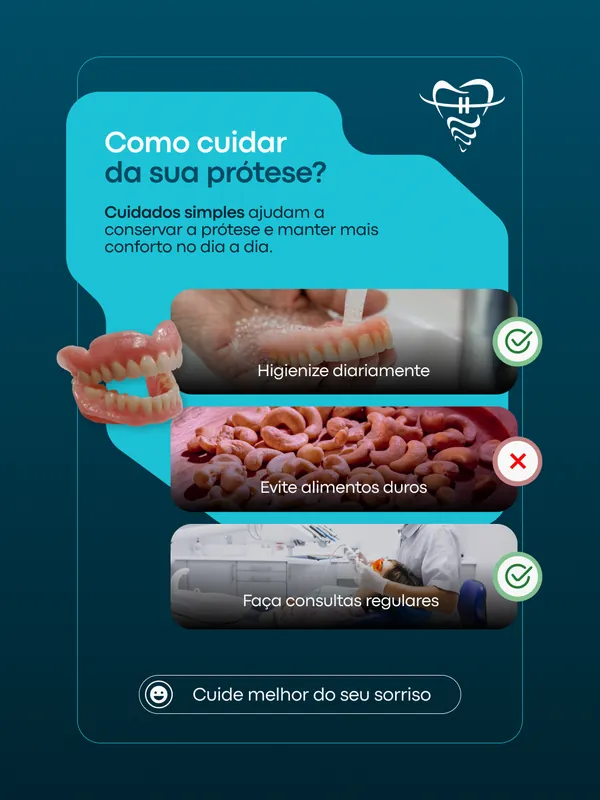 Como cuidar
da sua prótese?
Cuidados simples ajudam a
conservar a prótese e manter mais
conforto no dia a dia.
Higienize diariamente
Evite alimentos duros
Faça consultas regulares
Cuide melhor do seu sorriso